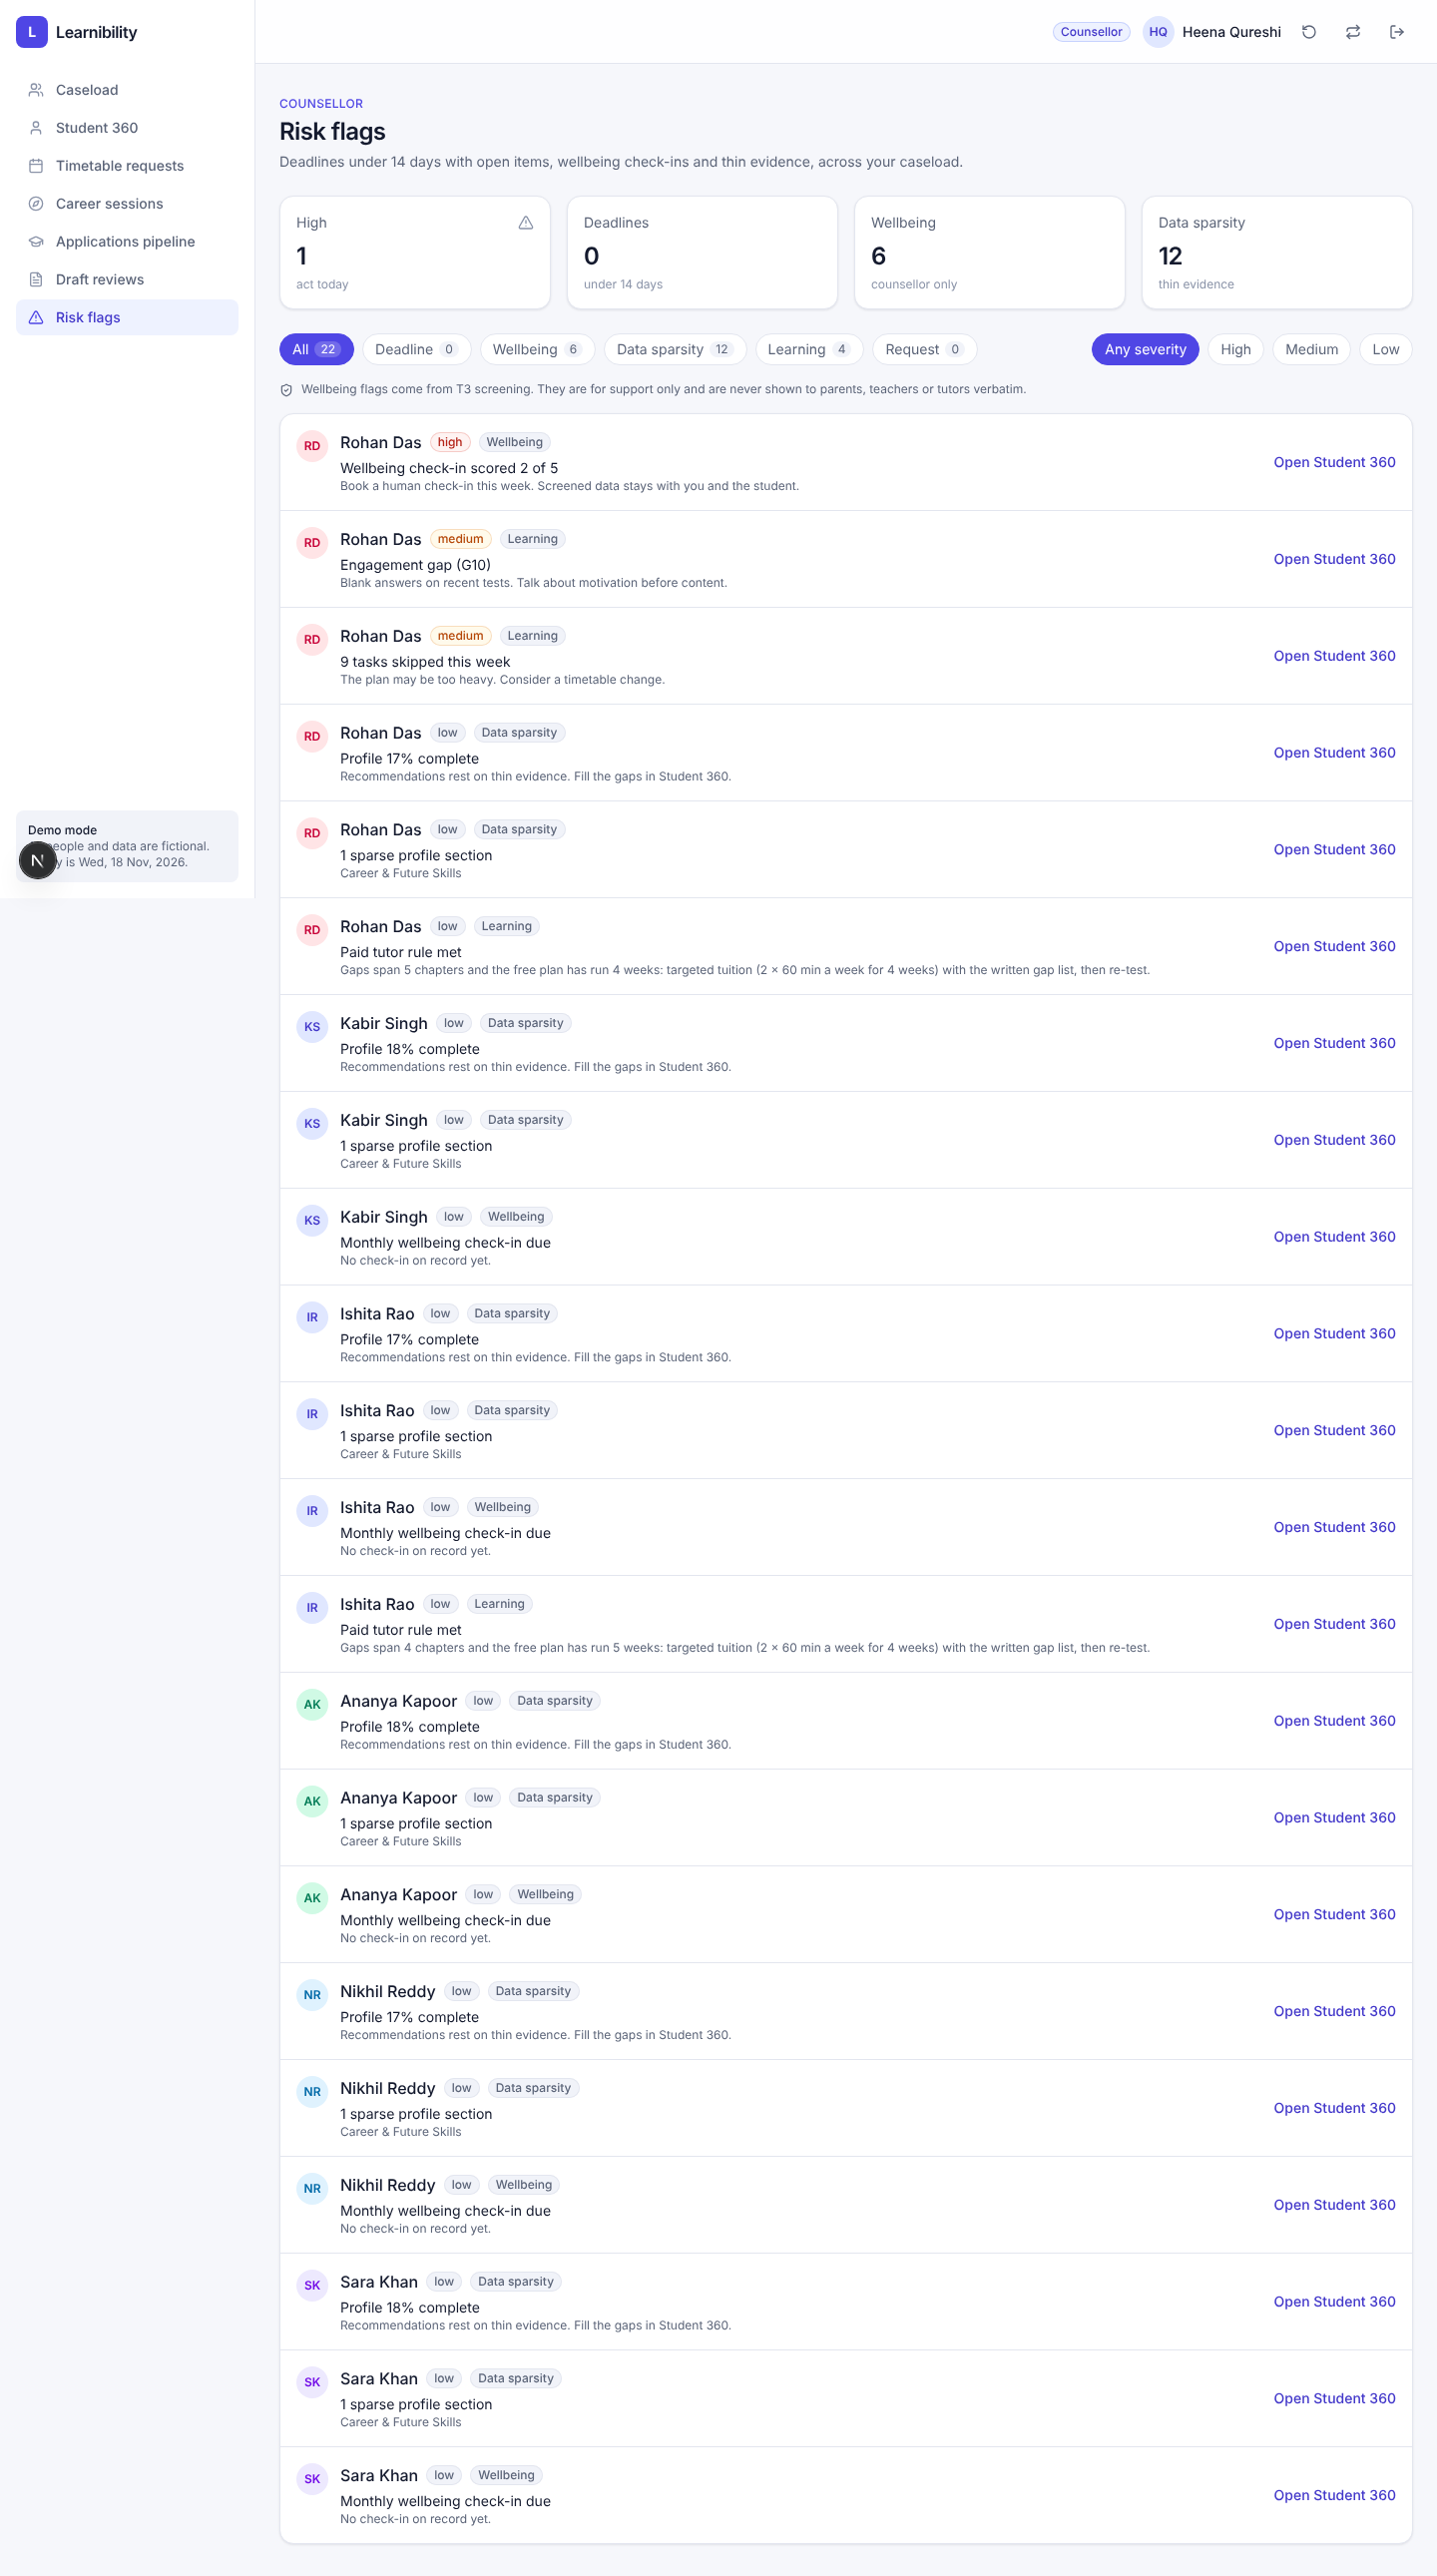 L Learnibility
Counsellor HQ Heena Qureshi
Caseload
Student 360
Timetable requests
Career sessions
Applications pipeline
Draft reviews
Risk flags
Demo mode
people and data are fictional.
is Wed, 18 Nov, 2026.
N
COUNSELLOR
Risk flags
Deadlines under 14 days with open items, wellbeing check-ins and thin evidence, across your caseload.
High
1
act today
Deadlines
0
under 14 days
Wellbeing
6
counsellor only
Data sparsity
12
thin evidence
All 22 Deadline 0 Wellbeing 6 Data sparsity 12 Learning 4 Request 0 Any severity High Medium Low
Wellbeing flags come from T3 screening. They are for support only and are never shown to parents, teachers or tutors verbatim.
RD Rohan Das high Wellbeing
Wellbeing check-in scored 2 of 5
Book a human check-in this week. Screened data stays with you and the student.
Open Student 360
RD Rohan Das medium Learning
Engagement gap (G10)
Blank answers on recent tests. Talk about motivation before content.
Open Student 360
RD Rohan Das medium Learning
9 tasks skipped this week
The plan may be too heavy. Consider a timetable change.
Open Student 360
RD Rohan Das low Data sparsity
Profile 17% complete
Recommendations rest on thin evidence. Fill the gaps in Student 360.
Open Student 360
RD Rohan Das low Data sparsity
1 sparse profile section
Career & Future Skills
Open Student 360
RD Rohan Das low Learning
Paid tutor rule met
Gaps span 5 chapters and the free plan has run 4 weeks: targeted tuition (2 × 60 min a week for 4 weeks) with the written gap list, then re-test.
Open Student 360
KS Kabir Singh low Data sparsity
Profile 18% complete
Recommendations rest on thin evidence. Fill the gaps in Student 360.
Open Student 360
KS Kabir Singh low Data sparsity
1 sparse profile section
Career & Future Skills
Open Student 360
KS Kabir Singh low Wellbeing
Monthly wellbeing check-in due
No check-in on record yet.
Open Student 360
IR Ishita Rao low Data sparsity
Profile 17% complete
Recommendations rest on thin evidence. Fill the gaps in Student 360.
Open Student 360
IR Ishita Rao low Data sparsity
1 sparse profile section
Career & Future Skills
Open Student 360
IR Ishita Rao low Wellbeing
Monthly wellbeing check-in due
No check-in on record yet.
Open Student 360
IR Ishita Rao low Learning
Paid tutor rule met
Gaps span 4 chapters and the free plan has run 5 weeks: targeted tuition (2 × 60 min a week for 4 weeks) with the written gap list, then re-test.
Open Student 360
AK Ananya Kapoor low Data sparsity
Profile 18% complete
Recommendations rest on thin evidence. Fill the gaps in Student 360.
Open Student 360
AK Ananya Kapoor low Data sparsity
1 sparse profile section
Career & Future Skills
Open Student 360
AK Ananya Kapoor low Wellbeing
Monthly wellbeing check-in due
No check-in on record yet.
Open Student 360
NR Nikhil Reddy low Data sparsity
Profile 17% complete
Recommendations rest on thin evidence. Fill the gaps in Student 360.
Open Student 360
NR Nikhil Reddy low Data sparsity
1 sparse profile section
Career & Future Skills
Open Student 360
NR Nikhil Reddy low Wellbeing
Monthly wellbeing check-in due
No check-in on record yet.
Open Student 360
SK Sara Khan low Data sparsity
Profile 18% complete
Recommendations rest on thin evidence. Fill the gaps in Student 360.
Open Student 360
SK Sara Khan low Data sparsity
1 sparse profile section
Career & Future Skills
Open Student 360
SK Sara Khan low Wellbeing
Monthly wellbeing check-in due
No check-in on record yet.
Open Student 360